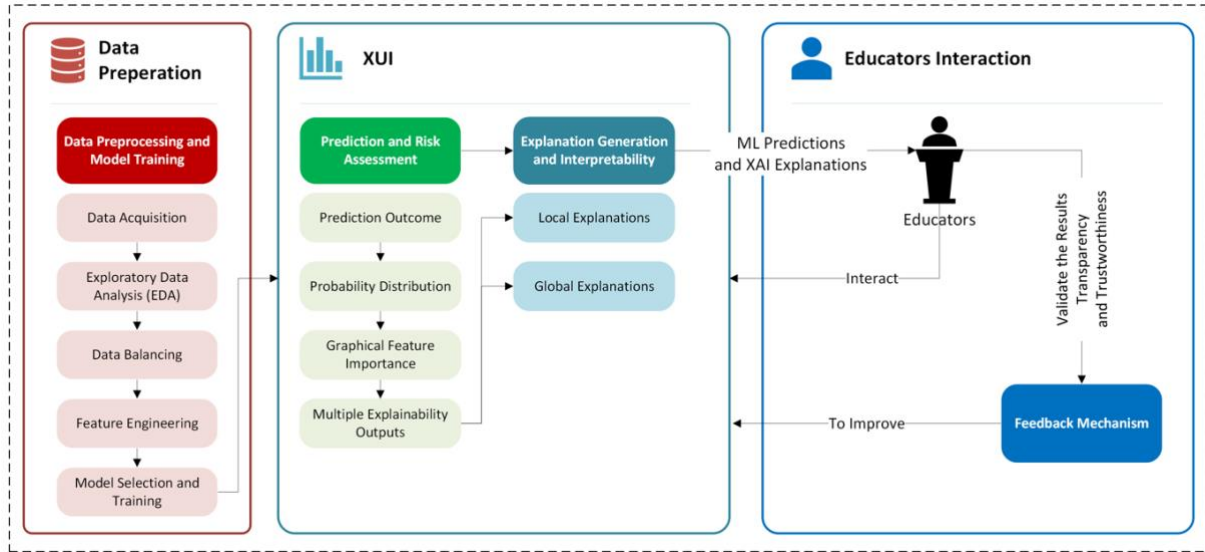 Data
Preperation
Data Preprocessing and
Model Training
Data Acquisition
Exploratory Data
Analysis (EDA)
Data Balancing
Feature Engineering
Model Selection and
Training
XUI
Prediction and Risk
Assessment
Prediction Outcome
Probability Distribution
Graphical Feature
Importance
Multiple Explainability
Outputs
Explanation Generation
and Interpretability
Local Explanations
Global Explanations
Educators Interaction
ML Predictions
and XAI Explanations
Educators
Interact
Validate the Results
Transparency
and Trustworthiness
To Improve
Feedback Mechanism